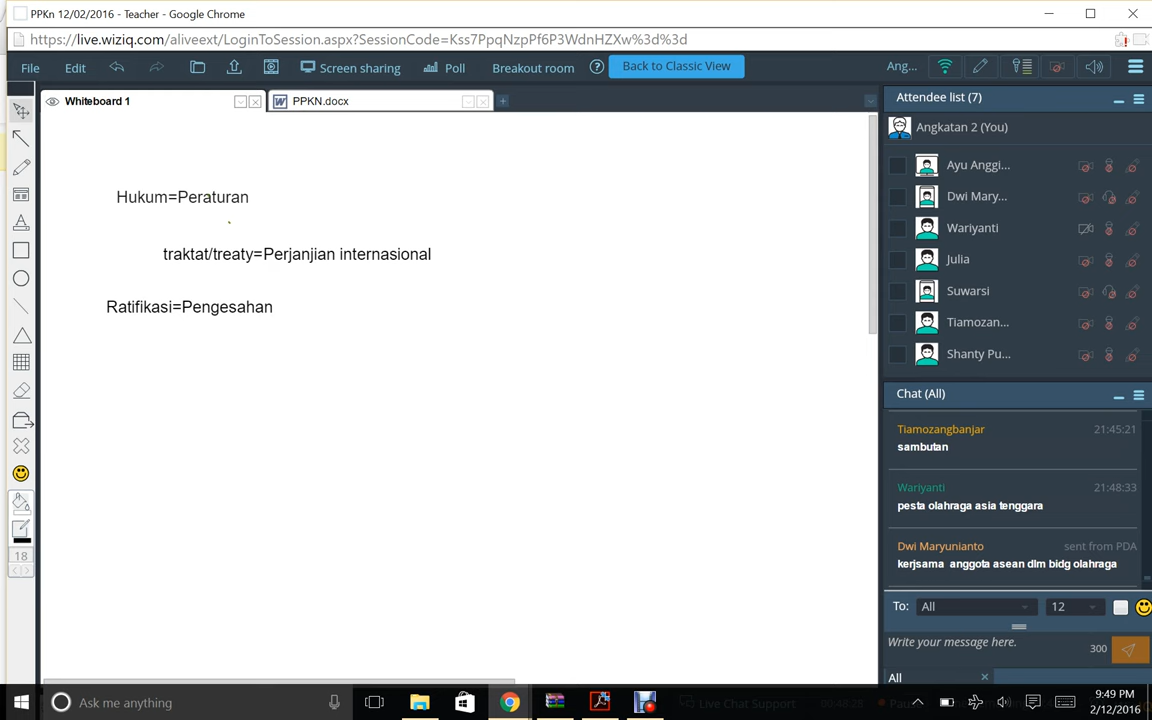 PPKn 12/02/2016 - Teacher - Google Chrome
https://live.wiziq.com/aliveext/LoginToSession.aspx?SessionCode=Kss7PpqNzpPf6P3WdnHZXw%3d%3d
File Edit Screen sharing Poll Breakout room ? Back to Classic View Ang...
Whiteboard 1 PPKN.docx
Attendee list (7)
Angkatan 2 (You)
Ayu Anggi...
Dwi Mary...
Wariyanti
Julia
Suwarsi
Tiamozan...
Shanty Pu...
Hukum=Peraturan
traktat/treaty=Perjanjian internasional
Ratifikasi=Pengesahan
18
Chat (All)
Tiamozangbanjar 21:45:21
sambutan
Wariyanti 21:48:33
pesta olahraga asia tenggara
Dwi Maryunianto sent from PDA
kerjsama anggota asean dlm bidg olahraga
To: All 12
Write your message here. 300
All
Ask me anything
Live Chat Support
9:49 PM
2/12/2016